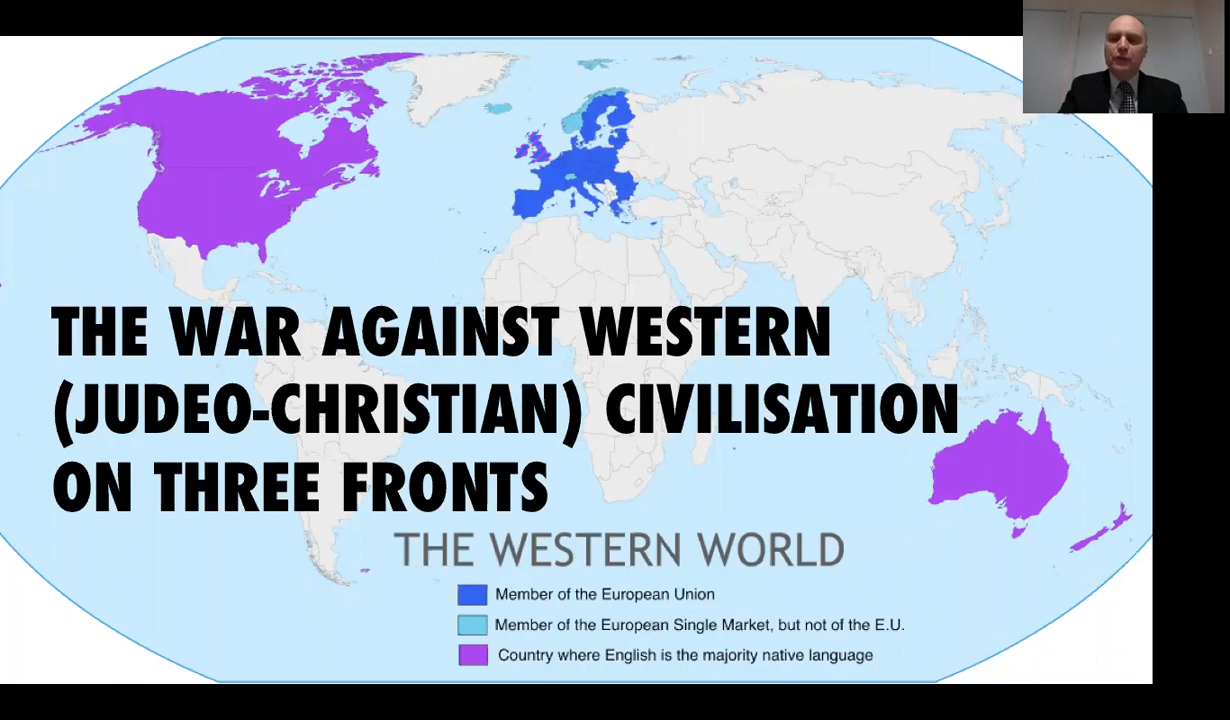 THE WAR AGAINST WESTERN
(JUDEO-CHRISTIAN) CIVILISATION
ON THREE FRONTS
THE WESTERN WORLD
Member of the European Union
Member of the European Single Market, but not of the E.U.
Country where English is the majority native language